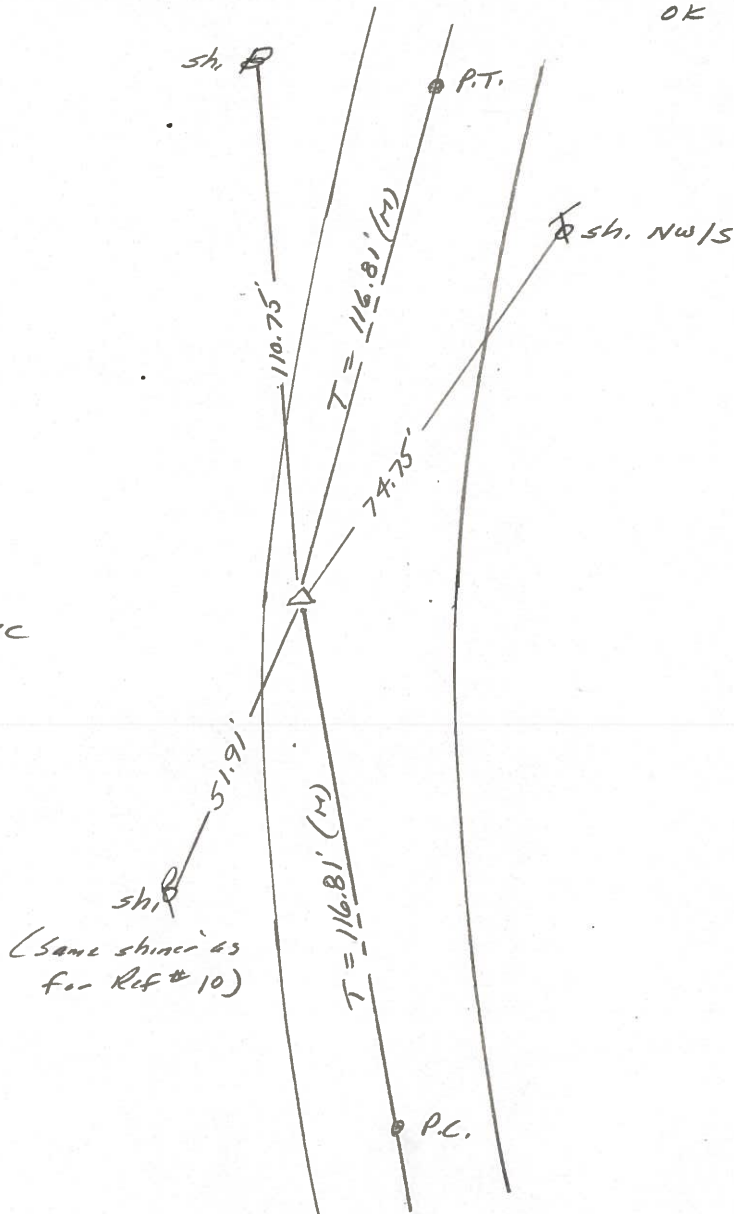 OK
sh.
P.T.
T = 116.81' (M)
sh. NW/S
110.75'
74.75'
51.91'
T = 116.81' (M)
sh.
(Same shiner as
for Ref # 10)
P.C.